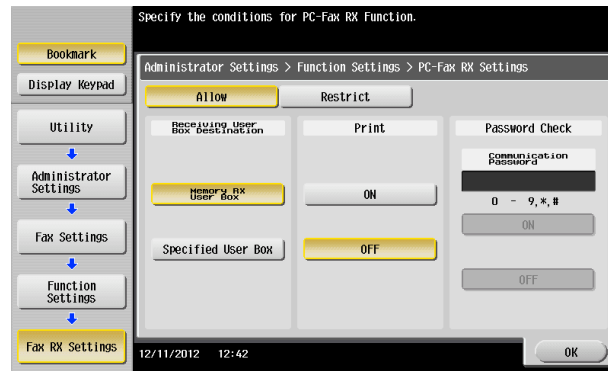 Specify the conditions for PC-Fax RX Function.
Bookmark
Display Keypad
Utility
Administrator
Settings
Fax Settings
Function
Settings
Fax RX Settings
Administrator Settings > Function Settings > PC-Fax RX Settings
Allow
Restrict
Receiving User
Box Destination
Memory RX
User Box
Specified User Box
Print
ON
OFF
Password Check
Communication
Password
0 - 9,*,#
ON
OFF
12/11/2012 12:42
OK